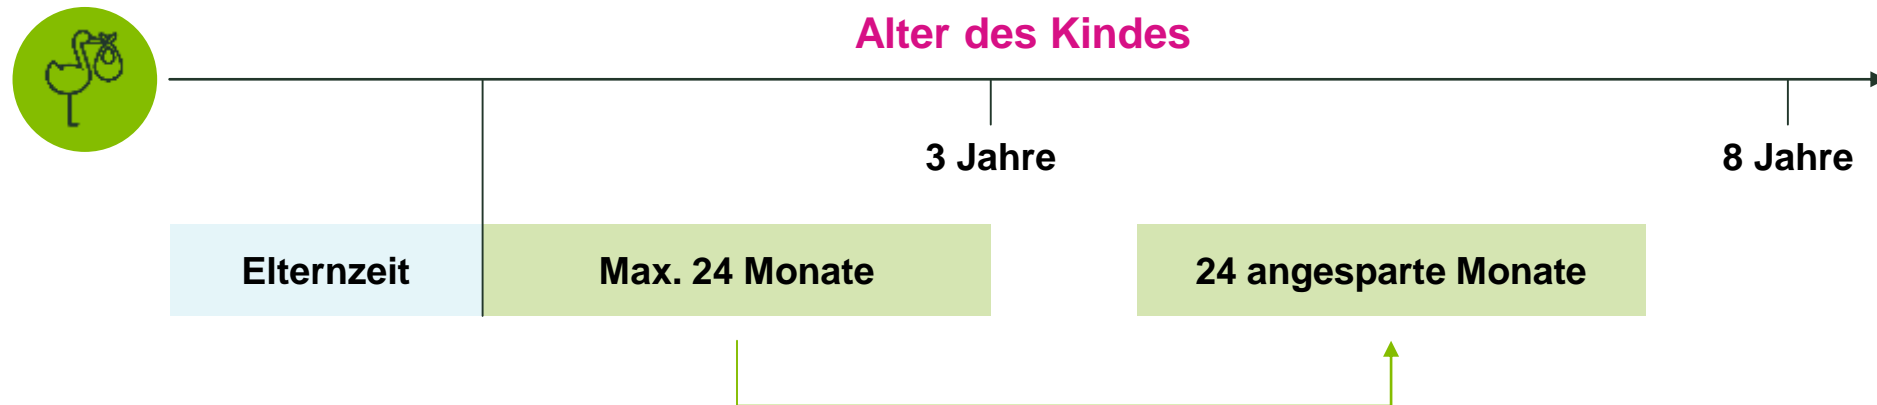 Alter des Kindes
3 Jahre
8 Jahre
Elternzeit
Max. 24 Monate
24 angesparte Monate